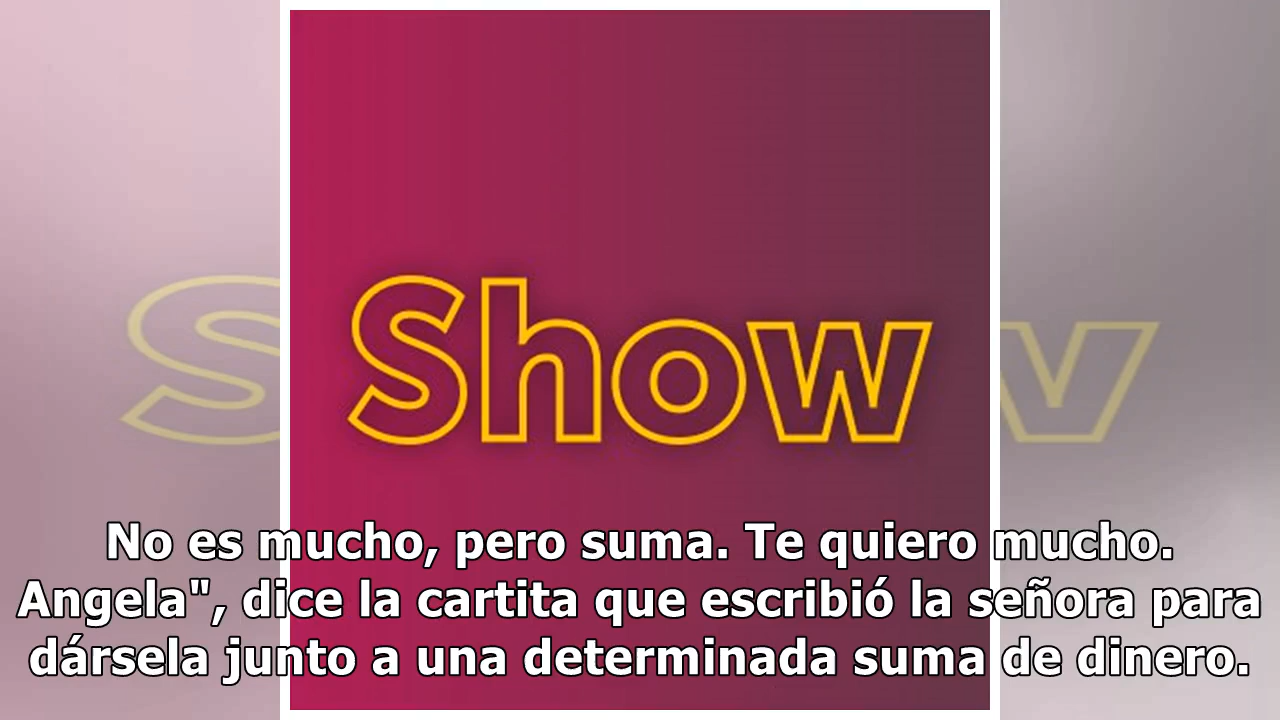 Show
No es mucho, pero suma. Te quiero mucho.
Angela", dice la cartita que escribió la señora para
dársela junto a una determinada suma de dinero.